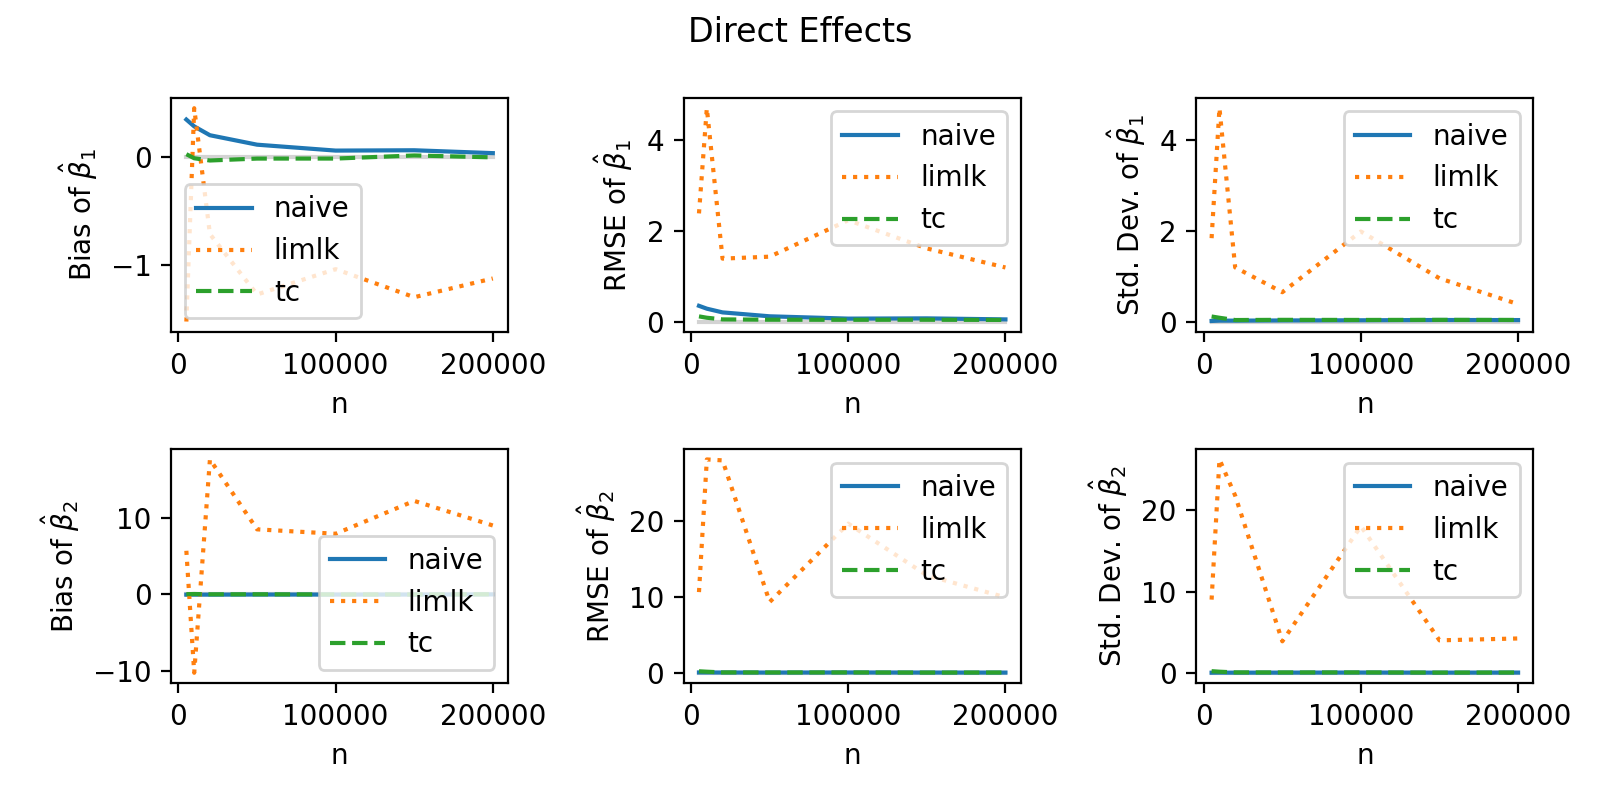 Direct Effects
Bias of β̂₁
0
−1
naive
limlk
tc
0 100000 200000
n
RMSE of β̂₁
4
2
0
naive
limlk
tc
0 100000 200000
n
Std. Dev. of β̂₁
4
2
0
naive
limlk
tc
0 100000 200000
n
Bias of β̂₂
10
0
−10
naive
limlk
tc
0 100000 200000
n
RMSE of β̂₂
20
10
0
naive
limlk
tc
0 100000 200000
n
Std. Dev. of β̂₂
20
10
0
naive
limlk
tc
0 100000 200000
n